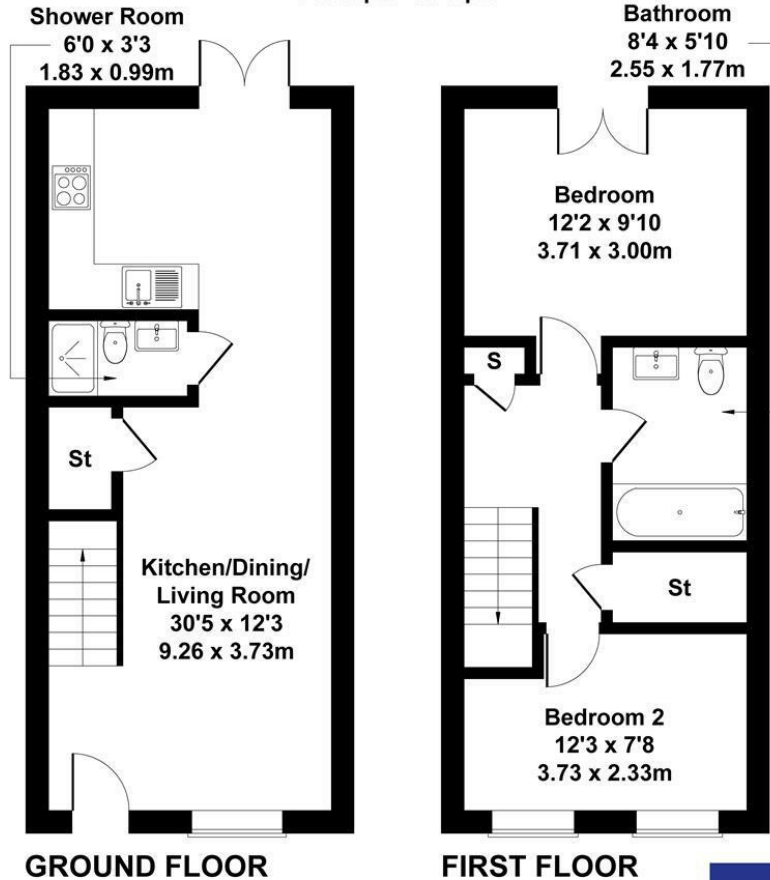 Shower Room
6'0 x 3'3
1.83 x 0.99m
Bathroom
8'4 x 5'10
2.55 x 1.77m
Bedroom
12'2 x 9'10
3.71 x 3.00m
S
St
Kitchen/Dining/
Living Room
30'5 x 12'3
9.26 x 3.73m
St
Bedroom 2
12'3 x 7'8
3.73 x 2.33m
GROUND FLOOR
FIRST FLOOR